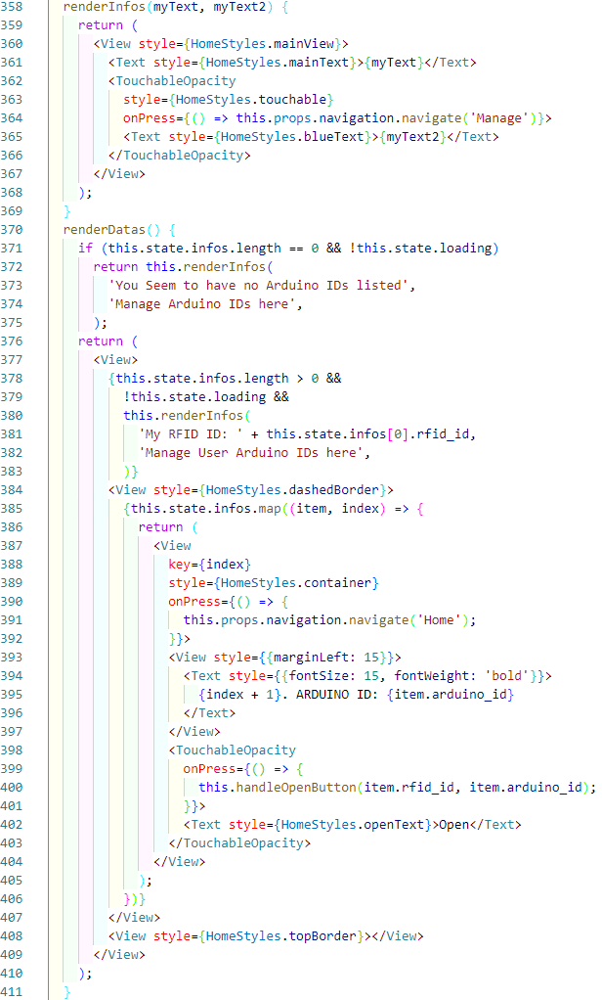 358 renderInfos(myText, myText2) {
359 return (
360 <View style={HomeStyles.mainView}>
361 <Text style={HomeStyles.mainText}>{myText}</Text>
362 <TouchableOpacity
363 style={HomeStyles.touchable}
364 onPress={() => this.props.navigation.navigate('Manage')}>
365 <Text style={HomeStyles.blueText}>{myText2}</Text>
366 </TouchableOpacity>
367 </View>
368 );
369 }
370 renderDatas() {
371 if (this.state.infos.length == 0 && !this.state.loading)
372 return this.renderInfos(
373 'You Seem to have no Arduino IDs listed',
374 'Manage Arduino IDs here',
375 );
376 return (
377 <View>
378 {this.state.infos.length > 0 &&
379 !this.state.loading &&
380 this.renderInfos(
381 'My RFID ID: ' + this.state.infos[0].rfid_id,
382 'Manage User Arduino IDs here',
383 )}
384 <View style={HomeStyles.dashedBorder}>
385 {this.state.infos.map((item, index) => {
386 return (
387 <View
388 key={index}
389 style={HomeStyles.container}
390 onPress={() => {
391 this.props.navigation.navigate('Home');
392 }}>
393 <View style={{marginLeft: 15}}>
394 <Text style={{fontSize: 15, fontWeight: 'bold'}}>
395 {index + 1}. ARDUINO ID: {item.arduino_id}
396 </Text>
397 </View>
398 <TouchableOpacity
399 onPress={() => {
400 this.handleOpenButton(item.rfid_id, item.arduino_id);
401 }}>
402 <Text style={HomeStyles.openText}>Open</Text>
403 </TouchableOpacity>
404 </View>
405 );
406 })}
407 </View>
408 <View style={HomeStyles.topBorder}></View>
409 </View>
410 );
411 }